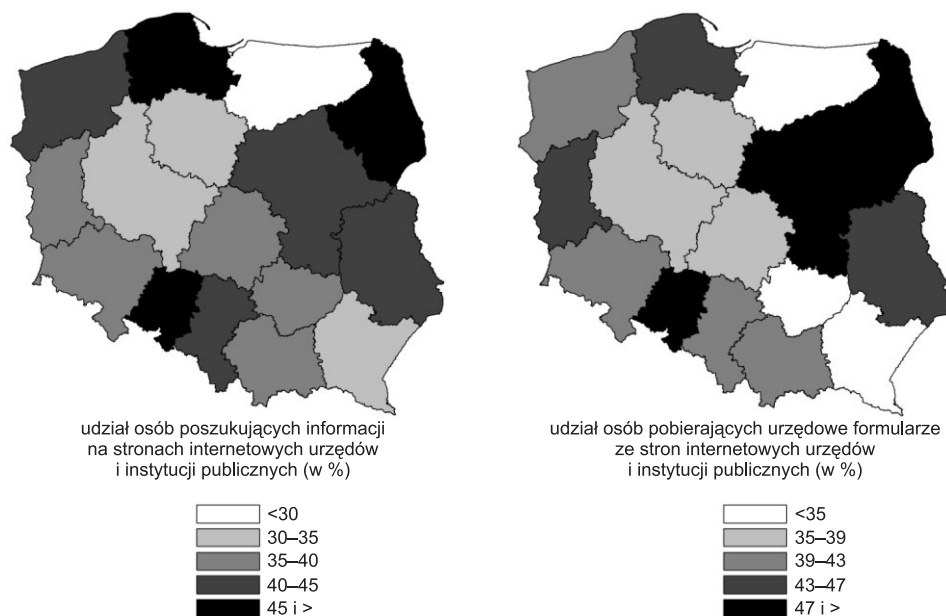 udział osób poszukujących informacji
na stronach internetowych urzędów
i instytucji publicznych (w %)
<30
30–35
35–40
40–45
45 i >
udział osób pobierających urzędowe formularze
ze stron internetowych urzędów
i instytucji publicznych (w %)
<35
35–39
39–43
43–47
47 i >